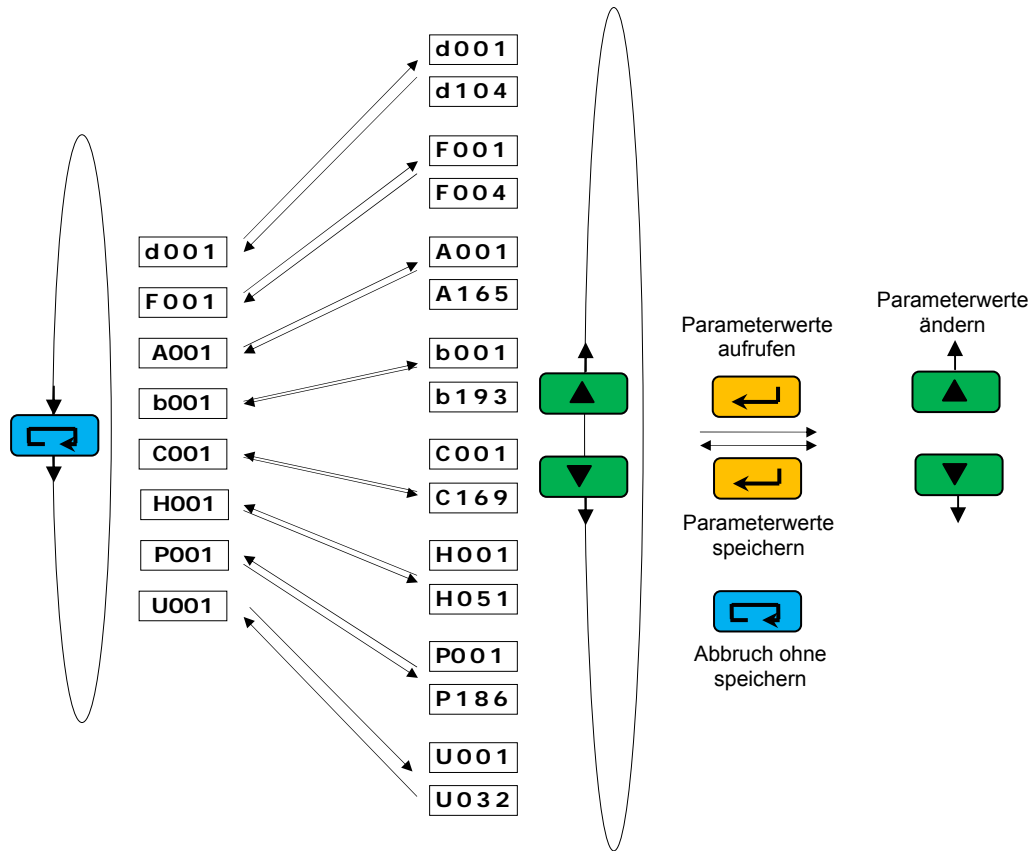 d001
F001
A001
b001
C001
H001
P001
U001
d001
d104
F001
F004
A001
A165
b001
b193
C001
C169
H001
H051
P001
P186
U001
U032
Parameterwerte
aufrufen
Parameterwerte
speichern
Abbruch ohne
speichern
Parameterwerte
ändern